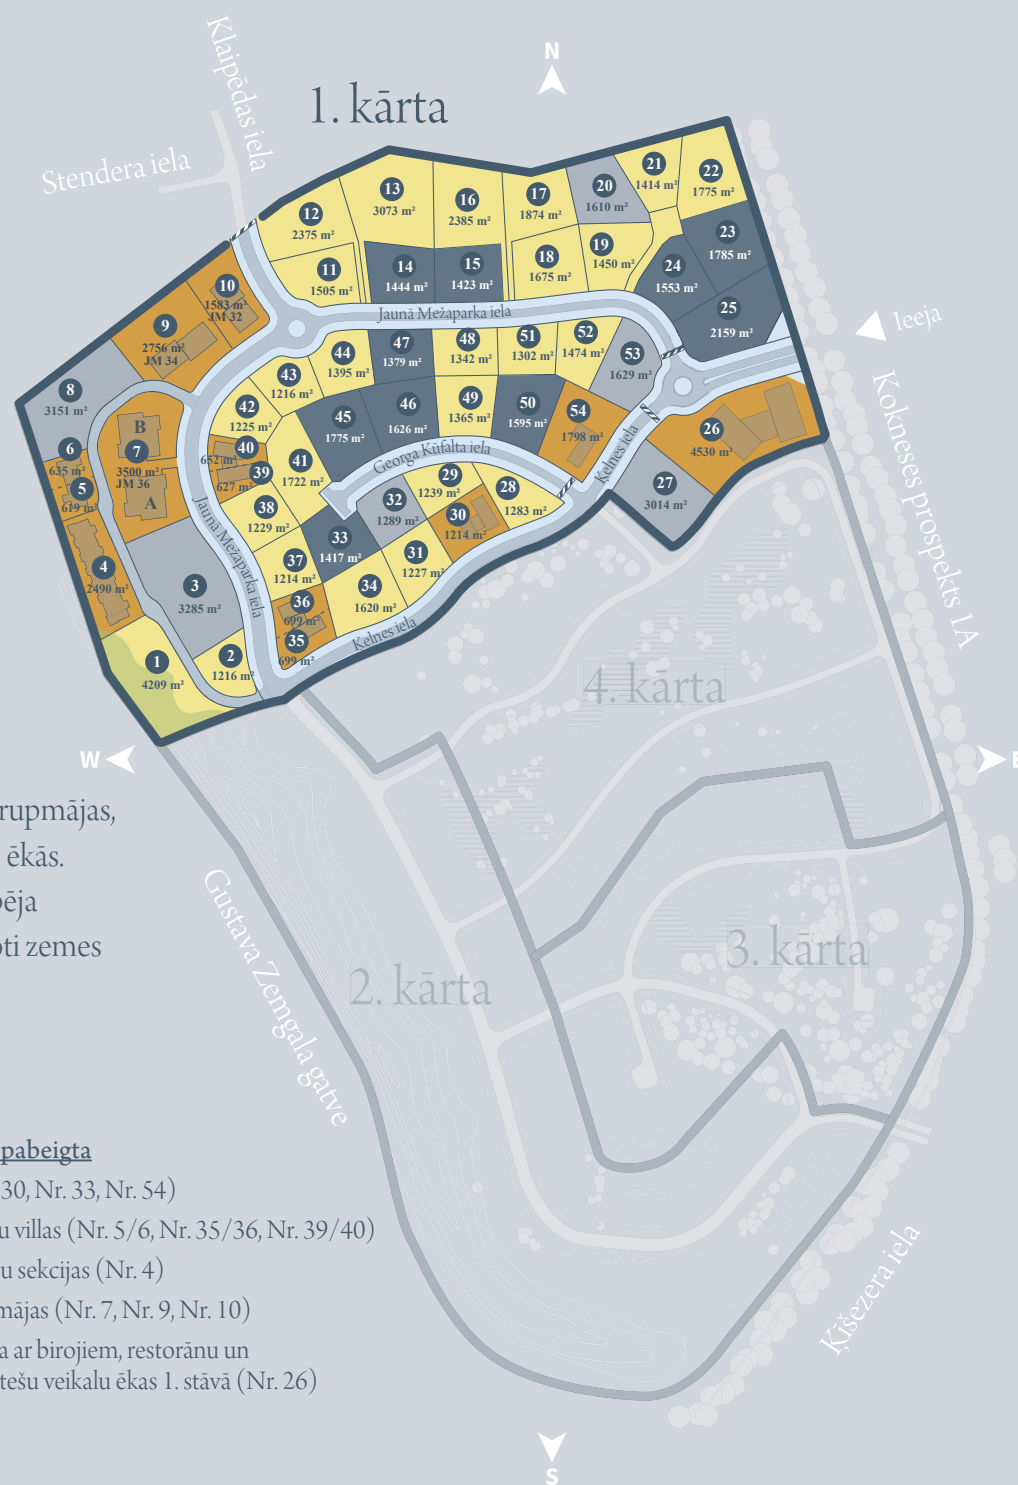 Klaipēdas iela
N
1. kārta
Stendera iela
21
1414 m²
22
1775 m²
20
1610 m²
13
3073 m²
16
2385 m²
17
1874 m²
12
2375 m²
23
1785 m²
19
1450 m²
18
1675 m²
24
1553 m²
15
1423 m²
14
1444 m²
11
1505 m²
10
1583 m²
JM 32
25
2159 m²
Jaunā Mežaparka iela
Ieeja
9
2756 m²
JM 34
52
1474 m²
51
1302 m²
48
1342 m²
47
1379 m²
44
1395 m²
53
1629 m²
43
1216 m²
8
3151 m²
49
1365 m²
46
1626 m²
50
1595 m²
54
1798 m²
45
1775 m²
42
1225 m²
Kokneses prospekts 1A
26
4530 m²
B
7
3500 m²
JM 36
A
6
635 m²
5
619 m²
40
652 m²
39
627 m²
41
1722 m²
Georga Kūfalta iela
Ķelnes iela
29
1239 m²
28
1283 m²
27
3014 m²
32
1289 m²
38
1229 m²
30
1214 m²
33
1417 m²
Jaunā Mežaparka iela
31
1227 m²
37
1214 m²
4
2490 m²
3
3285 m²
34
1620 m²
36
699 m²
35
699 m²
Ķelnes iela
2
1216 m²
1
4209 m²
4. kārta
W
E
rupmājas,
ēkās.
ēja
ti zemes
Gustava Zemgala gatve
3. kārta
2. kārta
pabeigta
30, Nr. 33, Nr. 54)
u villas (Nr. 5/6, Nr. 35/36, Nr. 39/40)
u sekcijas (Nr. 4)
mājas (Nr. 7, Nr. 9, Nr. 10)
a ar birojiem, restorānu un
tešu veikalu ēkas 1. stāvā (Nr. 26)
Ķīšezera iela
S